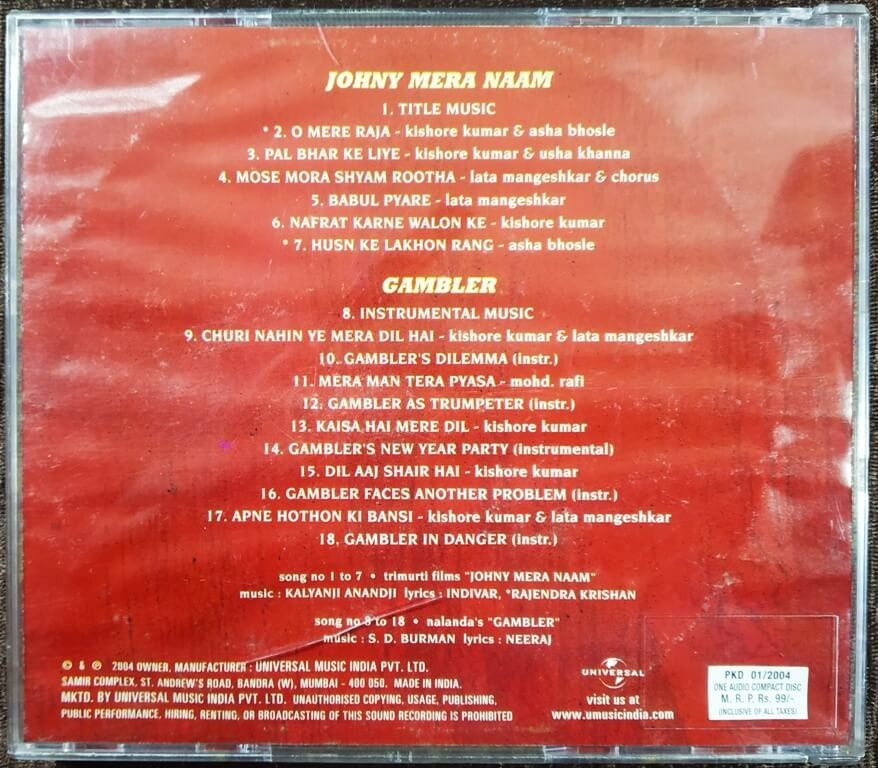 JOHNY MERA NAAM
1. TITLE MUSIC
* 2. O MERE RAJA - kishore kumar & asha bhosle
3. PAL BHAR KE LIYE - kishore kumar & usha khanna
4. MOSE MORA SHYAM ROOTHA - lata mangeshkar & chorus
5. BABUL PYARE - lata mangeshkar
6. NAFRAT KARNE WALON KE - kishore kumar
* 7. HUSN KE LAKHON RANG - asha bhosle
GAMBLER
8. INSTRUMENTAL MUSIC
9. CHURI NAHIN YE MERA DIL HAI - kishore kumar & lata mangeshkar
10. GAMBLER'S DILEMMA (instr.)
11. MERA MAN TERA PYASA - mohd. rafi
12. GAMBLER AS TRUMPETER (instr.)
13. KAISA HAI MERE DIL - kishore kumar
14. GAMBLER'S NEW YEAR PARTY (instrumental)
15. DIL AAJ SHAIR HAI - kishore kumar
16. GAMBLER FACES ANOTHER PROBLEM (instr.)
17. APNE HOTHON KI BANSI - kishore kumar & lata mangeshkar
18. GAMBLER IN DANGER (instr.)
song no 1 to 7 • trimurti films "JOHNY MERA NAAM"
music : KALYANJI ANANDJI lyrics : INDIVAR, *RAJENDRA KRISHAN
song no 8 to 18 • nalanda's "GAMBLER"
music : S. D. BURMAN lyrics : NEERAJ
© & ℗ 2004 OWNER, MANUFACTURER : UNIVERSAL MUSIC INDIA PVT. LTD.
SAMIR COMPLEX, ST. ANDREW'S ROAD, BANDRA (W), MUMBAI - 400 050. MADE IN INDIA.
MKTD. BY UNIVERSAL MUSIC INDIA PVT. LTD. UNAUTHORISED COPYING, USAGE, PUBLISHING,
PUBLIC PERFORMANCE, HIRING, RENTING, OR BROADCASTING OF THIS SOUND RECORDING IS PROHIBITED
UNIVERSAL
visit us at
www.umusicindia.com
PKD 01/2004
ONE AUDIO COMPACT DISC
M. R. P. Rs. 99/-
(INCLUSIVE OF ALL TAXES)